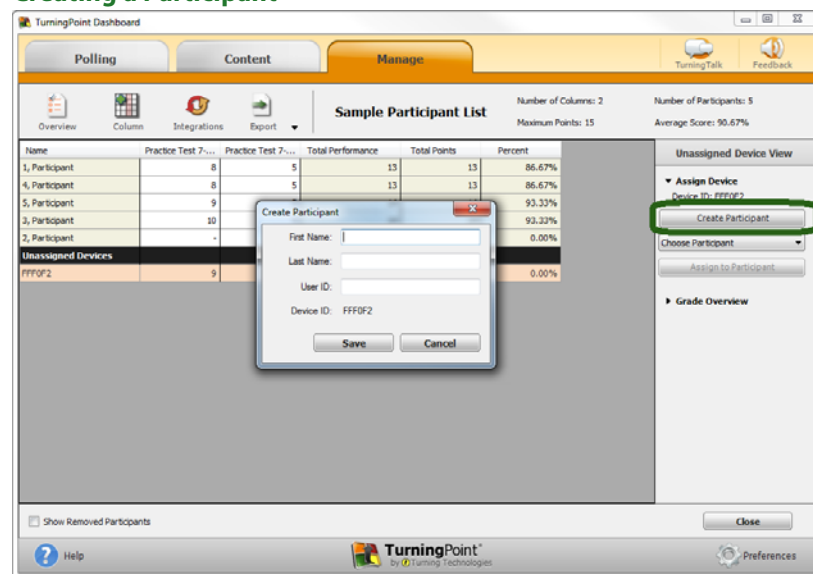 Creating a Participant
TurningPoint Dashboard
Polling
Content
Manage
TurningTalk
Feedback
Overview
Column
Integrations
Export
Sample Participant List
Number of Columns: 2
Maximum Points: 15
Number of Participants: 5
Average Score: 90.67%
Name Practice Test 7-... Practice Test 7-... Total Performance Total Points Percent
1, Participant 8 5 13 13 86.67%
4, Participant 8 5 13 13 86.67%
5, Participant 9 93.33%
3, Participant 10 93.33%
2, Participant - 0.00%
Unassigned Devices
FFF0F2 9 0.00%
Create Participant
First Name:
Last Name:
User ID:
Device ID: FFF0F2
Save Cancel
Unassigned Device View
Assign Device
Device ID: FFF0F2
Create Participant
Choose Participant
Assign to Participant
Grade Overview
Show Removed Participants
Close
Help
TurningPoint
by Turning Technologies
Preferences